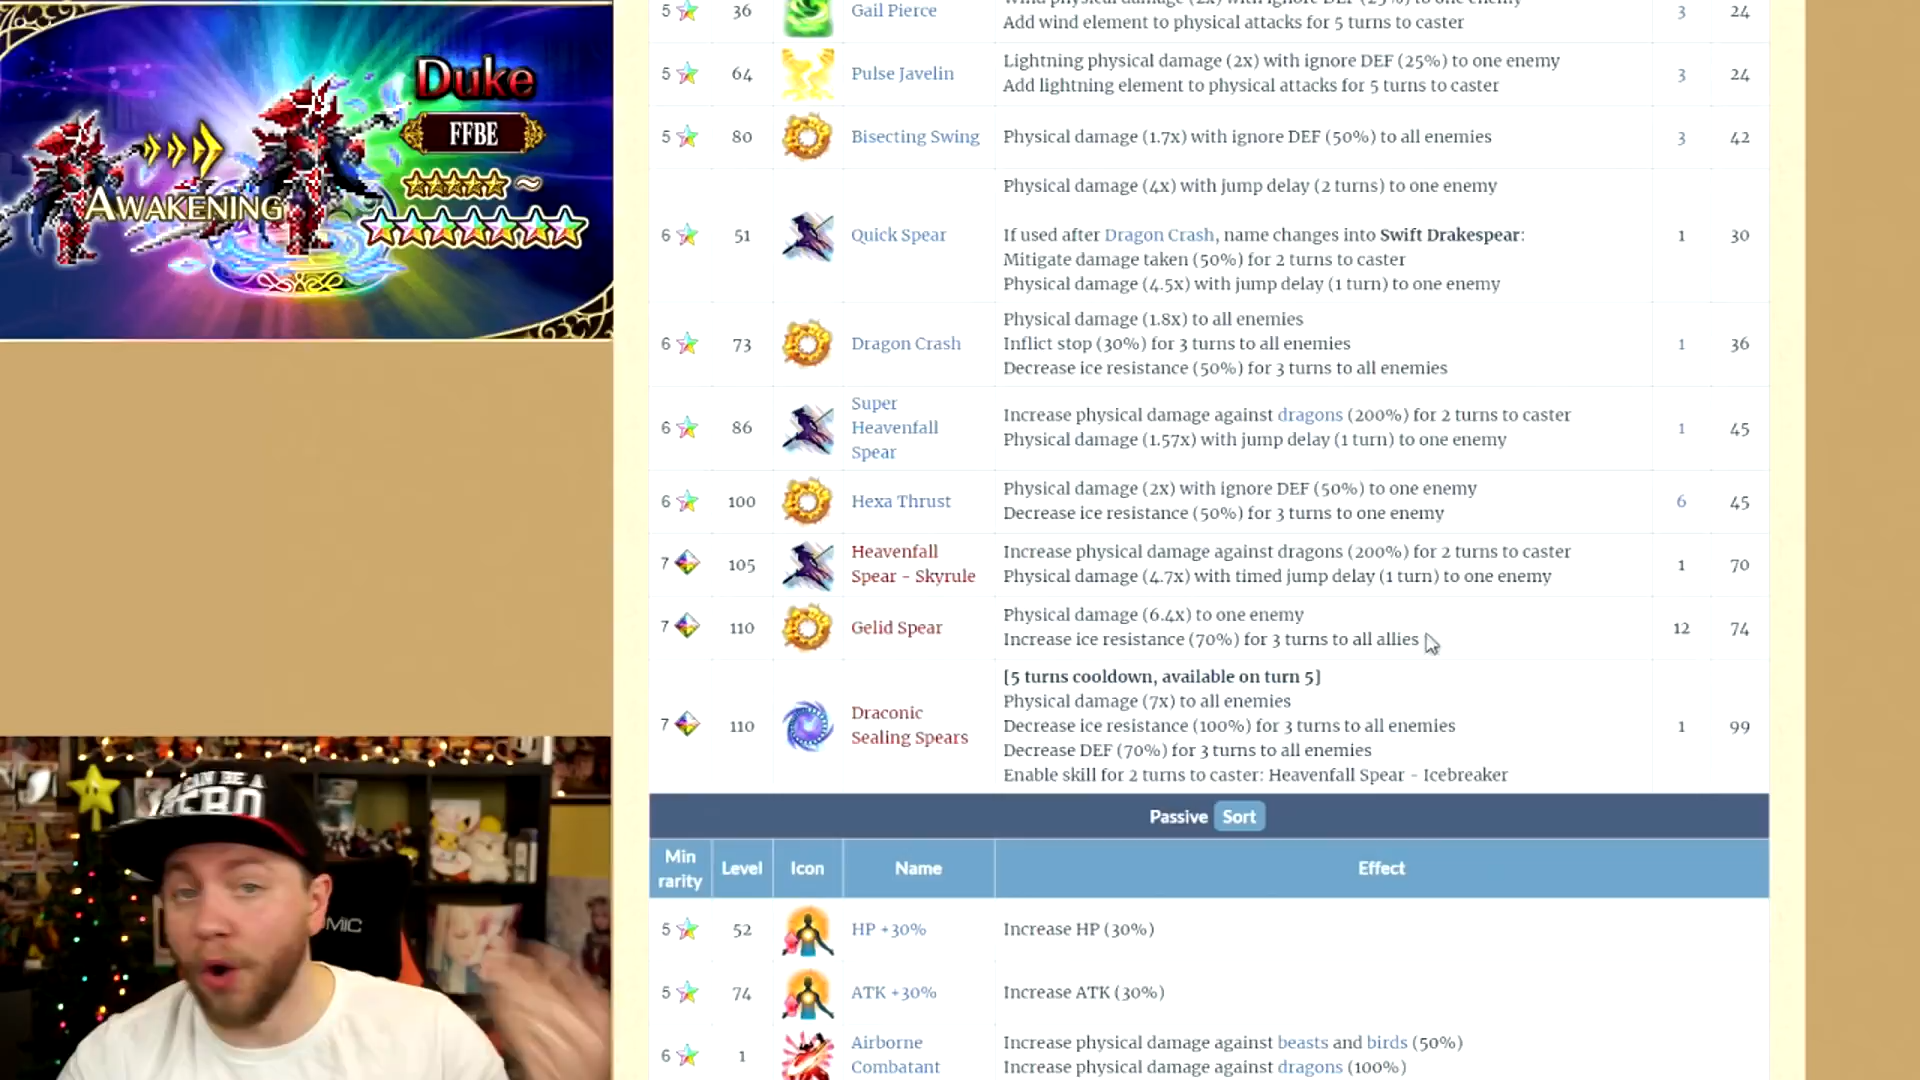 Duke
FFBE
AWAKENING
5 36 Gail Pierce Wind physical damage (2x) with ignore DEF (25%) to one enemy 3 24
Add wind element to physical attacks for 5 turns to caster
5 64 Pulse Javelin Lightning physical damage (2x) with ignore DEF (25%) to one enemy 3 24
Add lightning element to physical attacks for 5 turns to caster
5 80 Bisecting Swing Physical damage (1.7x) with ignore DEF (50%) to all enemies 3 42
Physical damage (4x) with jump delay (2 turns) to one enemy
6 51 Quick Spear If used after Dragon Crash, name changes into Swift Drakespear: 1 30
Mitigate damage taken (50%) for 2 turns to caster
Physical damage (4.5x) with jump delay (1 turn) to one enemy
Physical damage (1.8x) to all enemies
6 73 Dragon Crash Inflict stop (30%) for 3 turns to all enemies 1 36
Decrease ice resistance (50%) for 3 turns to all enemies
Super
Increase physical damage against dragons (200%) for 2 turns to caster
6 86 Heavenfall 1 45
Physical damage (1.57x) with jump delay (1 turn) to one enemy
Spear
Physical damage (2x) with ignore DEF (50%) to one enemy
6 100 Hexa Thrust 6 45
Decrease ice resistance (50%) for 3 turns to one enemy
Heavenfall Increase physical damage against dragons (200%) for 2 turns to caster
7 105 1 70
Spear - Skyrule Physical damage (4.7x) with timed jump delay (1 turn) to one enemy
Physical damage (6.4x) to one enemy
7 110 Gelid Spear 12 74
Increase ice resistance (70%) for 3 turns to all allies
[5 turns cooldown, available on turn 5]
Draconic Physical damage (7x) to all enemies
7 110 Decrease ice resistance (100%) for 3 turns to all enemies 1 99
Sealing Spears Decrease DEF (70%) for 3 turns to all enemies
Enable skill for 2 turns to caster: Heavenfall Spear - Icebreaker
Passive Sort
Min
rarity Level Icon Name Effect
5 52 HP +30% Increase HP (30%)
5 74 ATK +30% Increase ATK (30%)
6 1 Airborne Increase physical damage against beasts and birds (50%)
Combatant Increase physical damage against dragons (100%)
CAN BE A
HERO